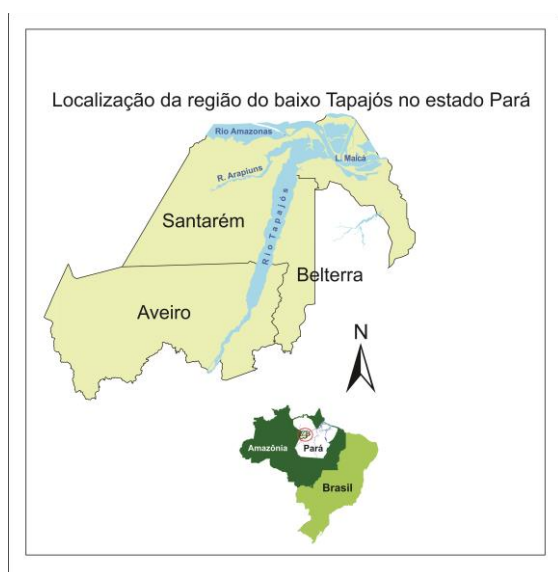 Localização da região do baixo Tapajós no estado Pará
Rio Amazonas
L. Maicá
R. Arapiuns
Rio Tapajós
Santarém
Belterra
Aveiro
N
Amazônia
Pará
Brasil